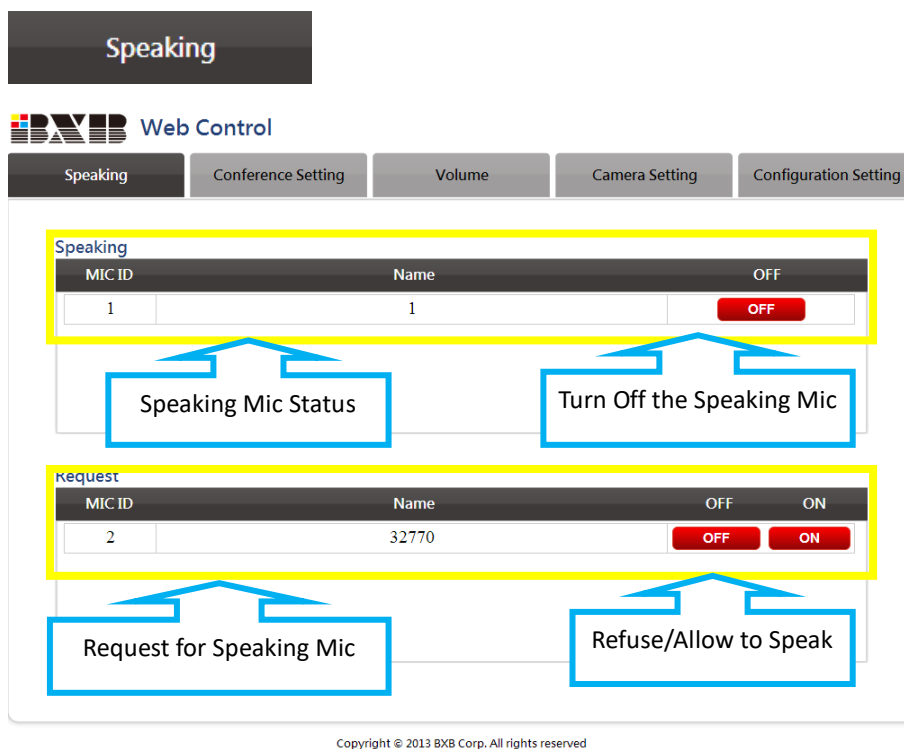 Speaking
BXB Web Control
Speaking Conference Setting Volume Camera Setting Configuration Setting
Speaking
MIC ID Name OFF
1 1 OFF
Speaking Mic Status
Turn Off the Speaking Mic
Request
MIC ID Name OFF ON
2 32770 OFF ON
Request for Speaking Mic
Refuse/Allow to Speak
Copyright © 2013 BXB Corp. All rights reserved